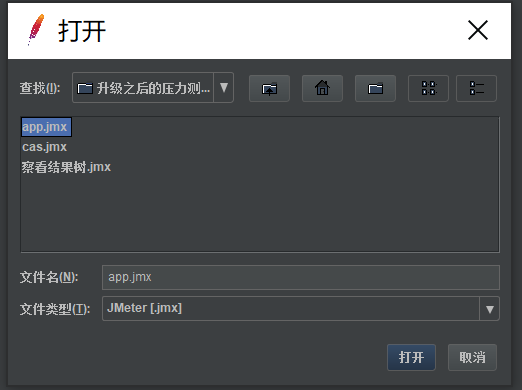 打开
查找(I): 升级之后的压力测...
app.jmx
cas.jmx
察看结果树.jmx
文件名(N): app.jmx
文件类型(T): JMeter [.jmx]
打开 取消